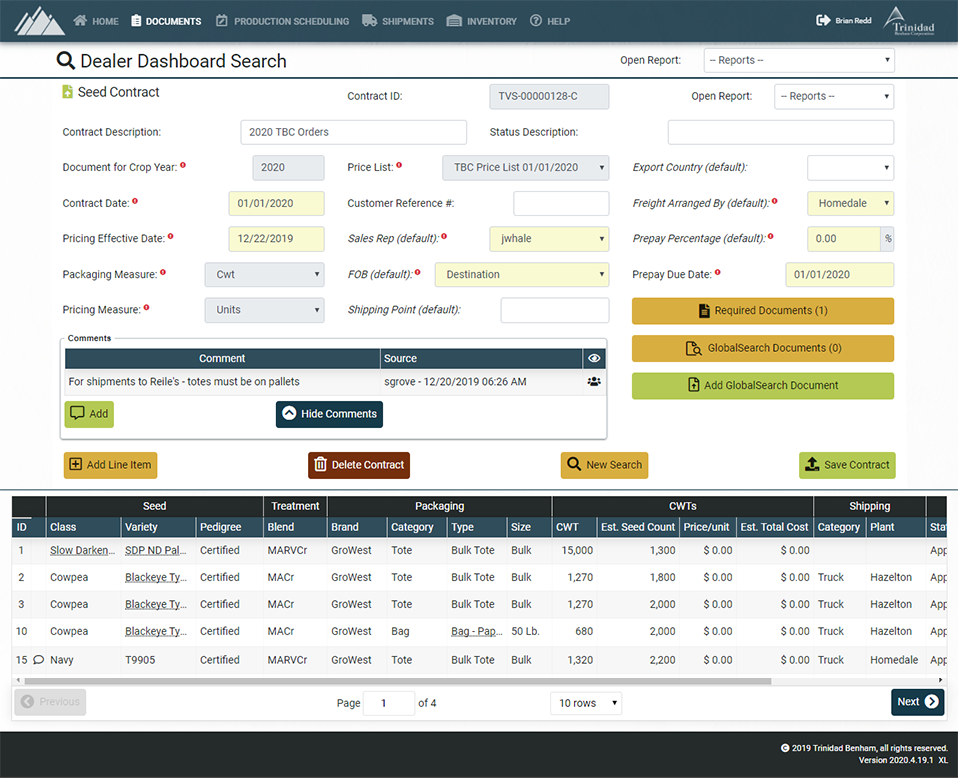 HOME DOCUMENTS PRODUCTION SCHEDULING SHIPMENTS INVENTORY HELP Brian Redd Trinidad
Benham Corporation
Dealer Dashboard Search Open Report: -- Reports --
Seed Contract Contract ID: TVS-00000128-C Open Report: -- Reports --
Contract Description: 2020 TBC Orders Status Description:
Document for Crop Year: 2020 Price List: TBC Price List 01/01/2020 Export Country (default):
Contract Date: 01/01/2020 Customer Reference #: Freight Arranged By (default): Homedale
Pricing Effective Date: 12/22/2019 Sales Rep (default): jwhale Prepay Percentage (default): 0.00 %
Packaging Measure: Cwt FOB (default): Destination Prepay Due Date: 01/01/2020
Pricing Measure: Units Shipping Point (default): Required Documents (1)
Comments
GlobalSearch Documents (0)
Comment Source
For shipments to Reile's - totes must be on pallets sgrove - 12/20/2019 06:26 AM Add GlobalSearch Document
Add Hide Comments
Add Line Item Delete Contract New Search Save Contract
Seed Treatment Packaging CWTs Shipping
ID Class Variety Pedigree Blend Brand Category Type Size CWT Est. Seed Count Price/unit Est. Total Cost Category Plant Stat
1 Slow Darken... SDP ND Pal... Certified MARVCr GroWest Tote Bulk Tote Bulk 15,000 1,300 $ 0.00 $ 0.00 App
2 Cowpea Blackeye Ty... Certified MACr GroWest Tote Bulk Tote Bulk 1,270 1,800 $ 0.00 $ 0.00 Truck Hazelton App
3 Cowpea Blackeye Ty... Certified MACr GroWest Tote Bulk Tote Bulk 1,270 2,000 $ 0.00 $ 0.00 Truck Hazelton App
10 Cowpea Blackeye Ty... Certified MACr GroWest Bag Bag - Pap... 50 Lb. 680 2,000 $ 0.00 $ 0.00 Truck Hazelton App
15 Navy T9905 Certified MARVCr GroWest Tote Bulk Tote Bulk 1,320 2,200 $ 0.00 $ 0.00 Truck Homedale App
Previous Page 1 of 4 10 rows Next
© 2019 Trinidad Benham, all rights reserved.
Version 2020.4.19.1 XL